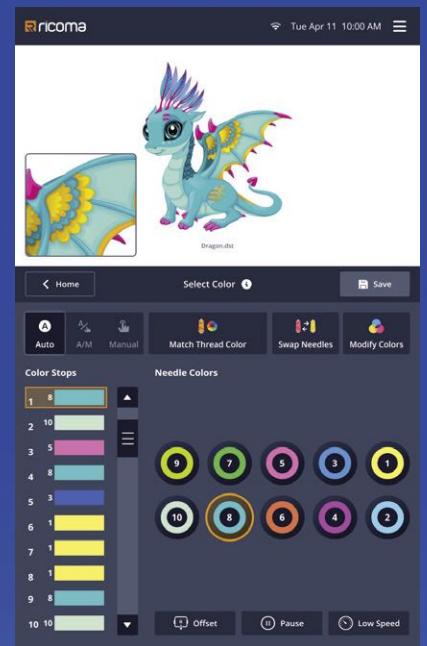 ricoma
Tue Apr 11 10:00 AM
Dragon.dst
Home
Select Color
i
Save
A
Auto
A/M
A/M
Manual
Match Thread Color
Swap Needles
Modify Colors
Color Stops
Needle Colors
1 8
2 10
3 5
4 8
5 3
6 1
7 1
8 1
9 8
10 10
9 7 5 3 1
10 8 6 4 2
Offset
Pause
Low Speed